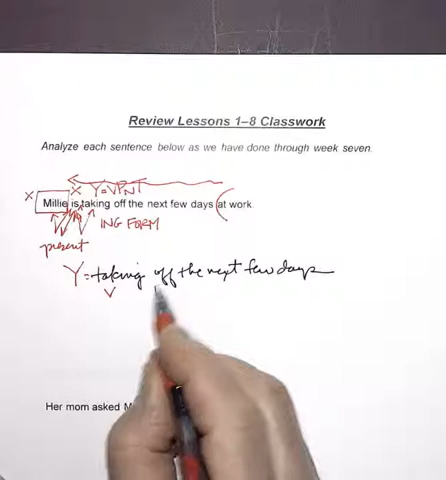 Review Lessons 1–8 Classwork
Analyze each sentence below as we have done through week seven.
X Y=VPNT
X Millie is taking off the next few days at work.
ING FORM
present
Y=taking off the next few days
V
Her mom asked M